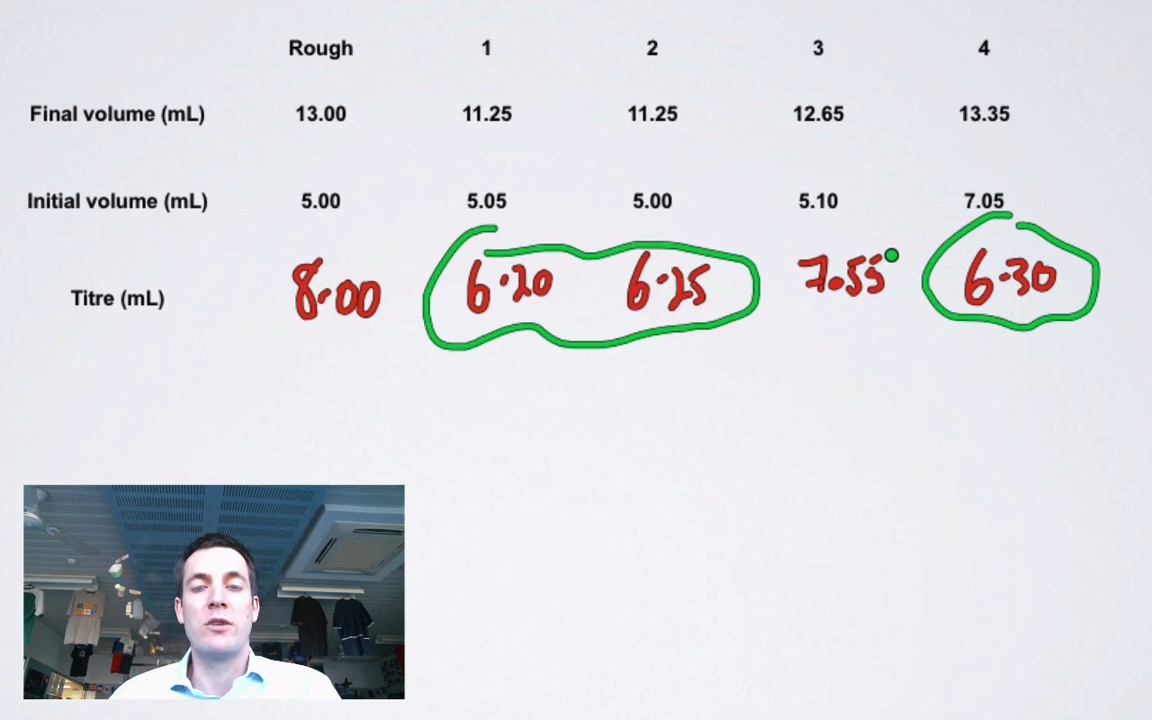 Rough 1 2 3 4
Final volume (mL) 13.00 11.25 11.25 12.65 13.35
Initial volume (mL) 5.00 5.05 5.00 5.10 7.05
Titre (mL) 8.00 6.20 6.25 7.55 6.30